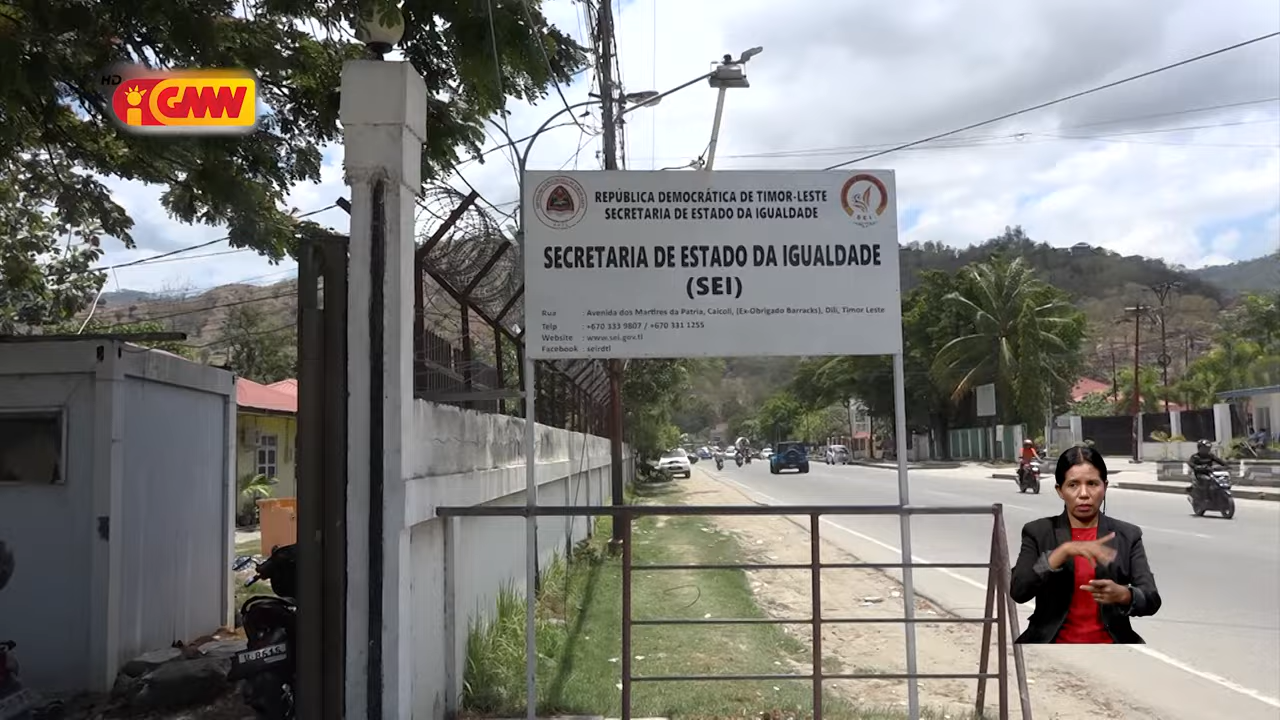 HD
GMN
REPÚBLICA DEMOCRÁTICA DE TIMOR-LESTE
SECRETARIA DE ESTADO DA IGUALDADE
SEI
SECRETARIA DE ESTADO DA IGUALDADE
(SEI)
Rua : Avenida dos Martires da Patria, Caicoli, (Ex-Obrigado Barracks), Dili, Timor Leste
Telp : +670 333 9807 / +670 331 1255
Website : www.sei.gov.tl
Facebook : seirdtl